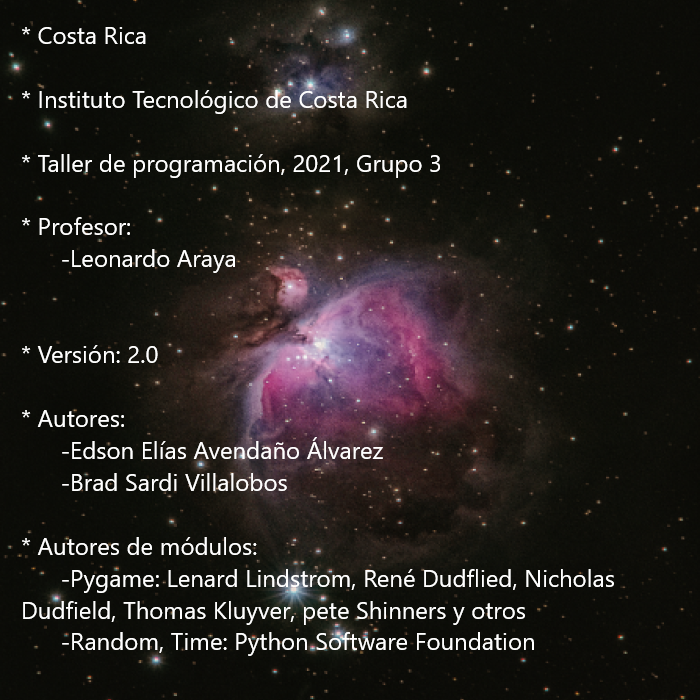 * Costa Rica
* Instituto Tecnológico de Costa Rica
* Taller de programación, 2021, Grupo 3
* Profesor:
-Leonardo Araya
* Versión: 2.0
* Autores:
-Edson Elías Avendaño Álvarez
-Brad Sardi Villalobos
* Autores de módulos:
-Pygame: Lenard Lindstrom, René Dudflied, Nicholas
Dudfield, Thomas Kluyver, pete Shinners y otros
-Random, Time: Python Software Foundation